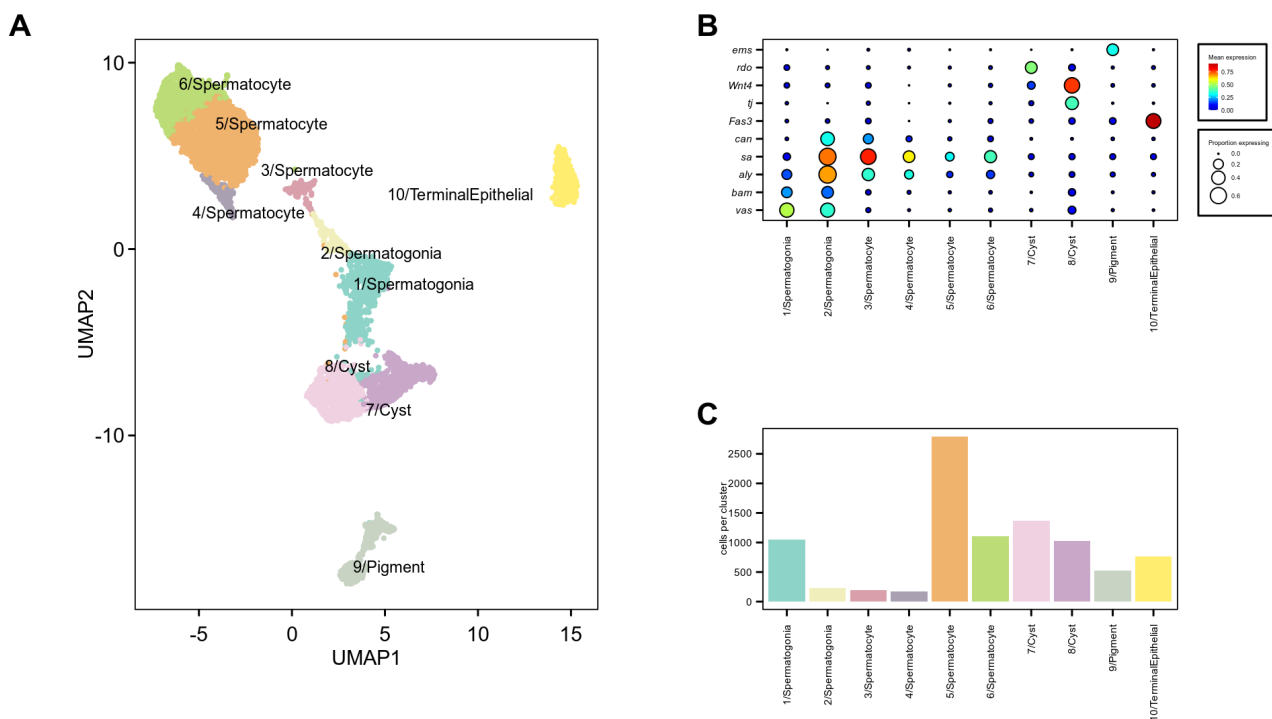 A
10
0
-10
UMAP2
6/Spermatocyte
5/Spermatocyte
3/Spermatocyte
4/Spermatocyte
10/TerminalEpithelial
2/Spermatogonia
1/Spermatogonia
8/Cyst
7/Cyst
9/Pigment
-5
0
5
10
15
UMAP1
B
ems
rdo
Wnt4
tj
Fas3
can
sa
aly
bam
vas
1/Spermatogonia
2/Spermatogonia
3/Spermatocyte
4/Spermatocyte
5/Spermatocyte
6/Spermatocyte
7/Cyst
8/Cyst
9/Pigment
10/TerminalEpithelial
Mean expression
0.75
0.50
0.25
0.00
Proportion expressing
0.0
0.2
0.4
0.6
C
cells per cluster
2500
1500
1000
500
0
1/Spermatogonia
2/Spermatogonia
3/Spermatocyte
4/Spermatocyte
5/Spermatocyte
6/Spermatocyte
7/Cyst
8/Cyst
9/Pigment
10/TerminalEpithelial